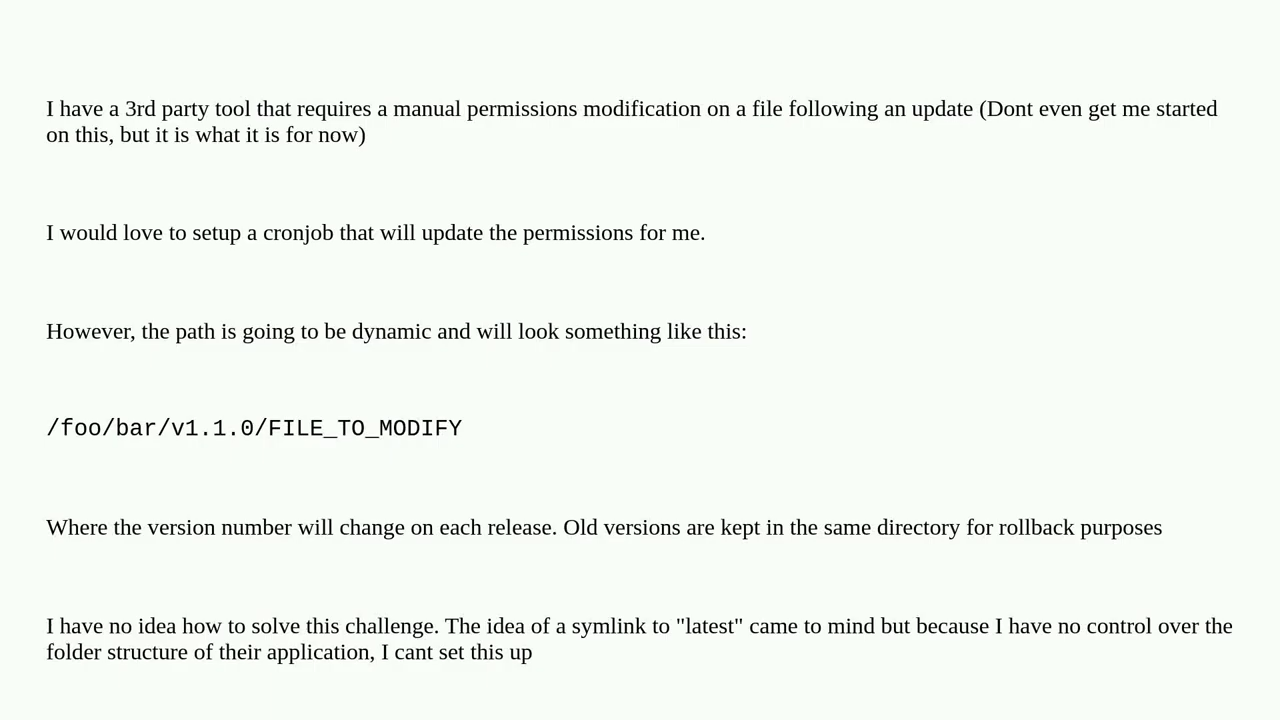 I have a 3rd party tool that requires a manual permissions modification on a file following an update (Dont even get me started
on this, but it is what it is for now)
I would love to setup a cronjob that will update the permissions for me.
However, the path is going to be dynamic and will look something like this:
/foo/bar/v1.1.0/FILE_TO_MODIFY
Where the version number will change on each release. Old versions are kept in the same directory for rollback purposes
I have no idea how to solve this challenge. The idea of a symlink to "latest" came to mind but because I have no control over the
folder structure of their application, I cant set this up